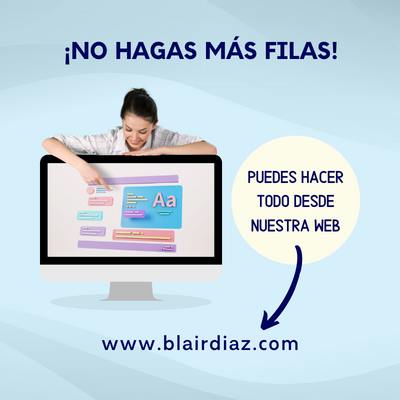 ¡NO HAGAS MÁS FILAS!
Aa
PUEDES HACER
TODO DESDE
NUESTRA WEB
www.blairdiaz.com